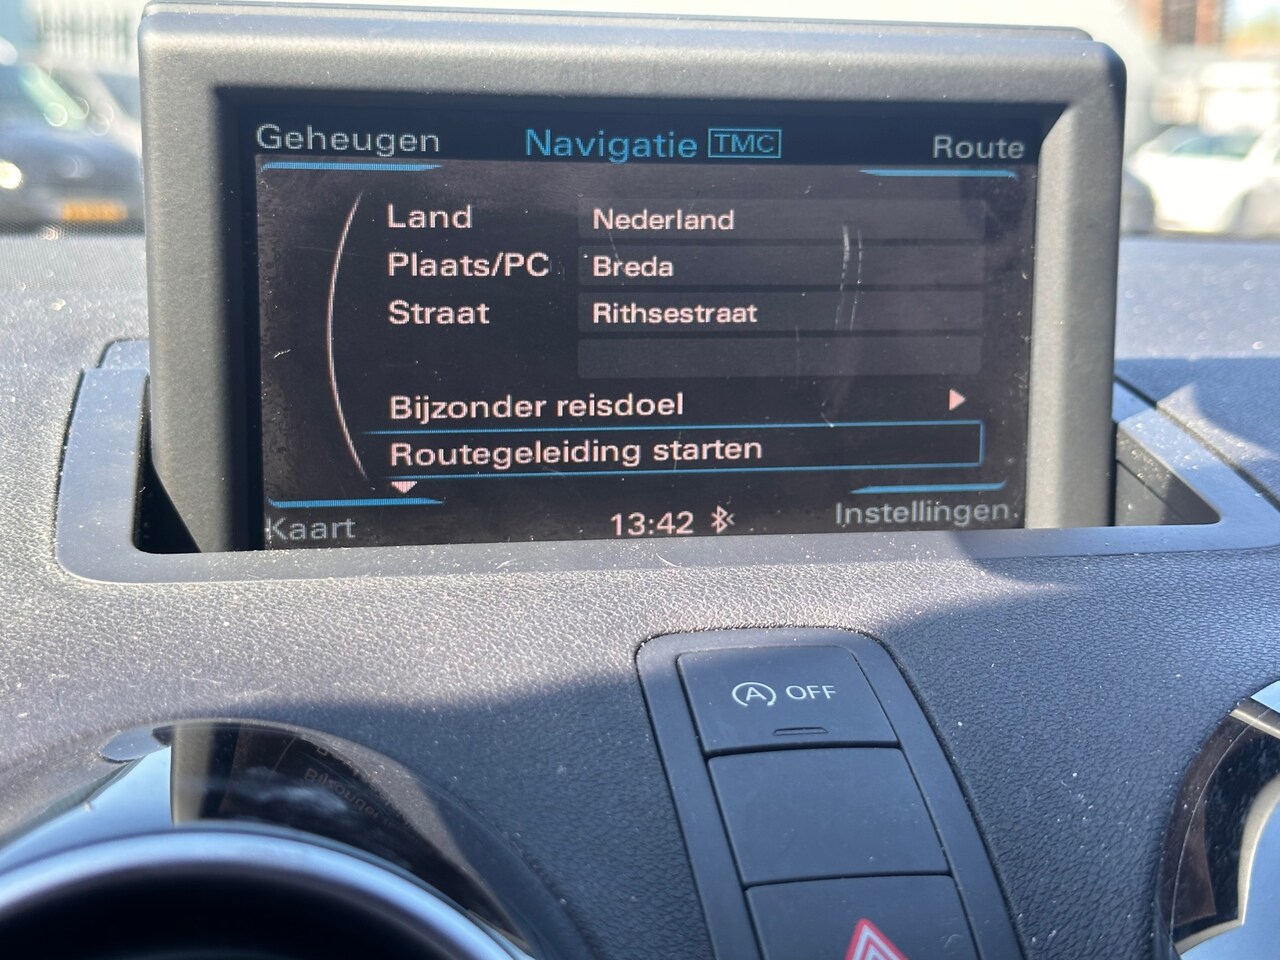 Geheugen Navigatie TMC Route
Land Nederland
Plaats/PC Breda
Straat Rithsestraat
Bijzonder reisdoel
Routegeleiding starten
Kaart 13:42 Instellingen
A OFF